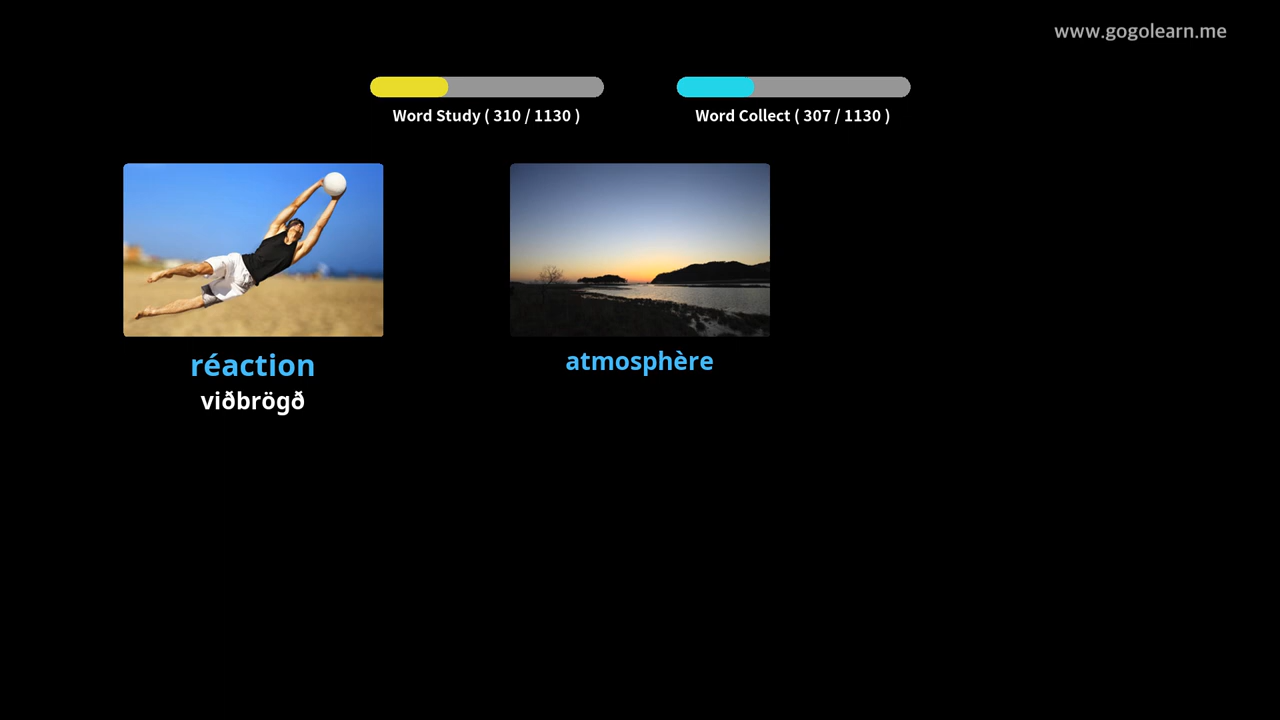 www.gogolearn.me
Word Study ( 310 / 1130 )
Word Collect ( 307 / 1130 )
réaction
viðbrögð
atmosphère